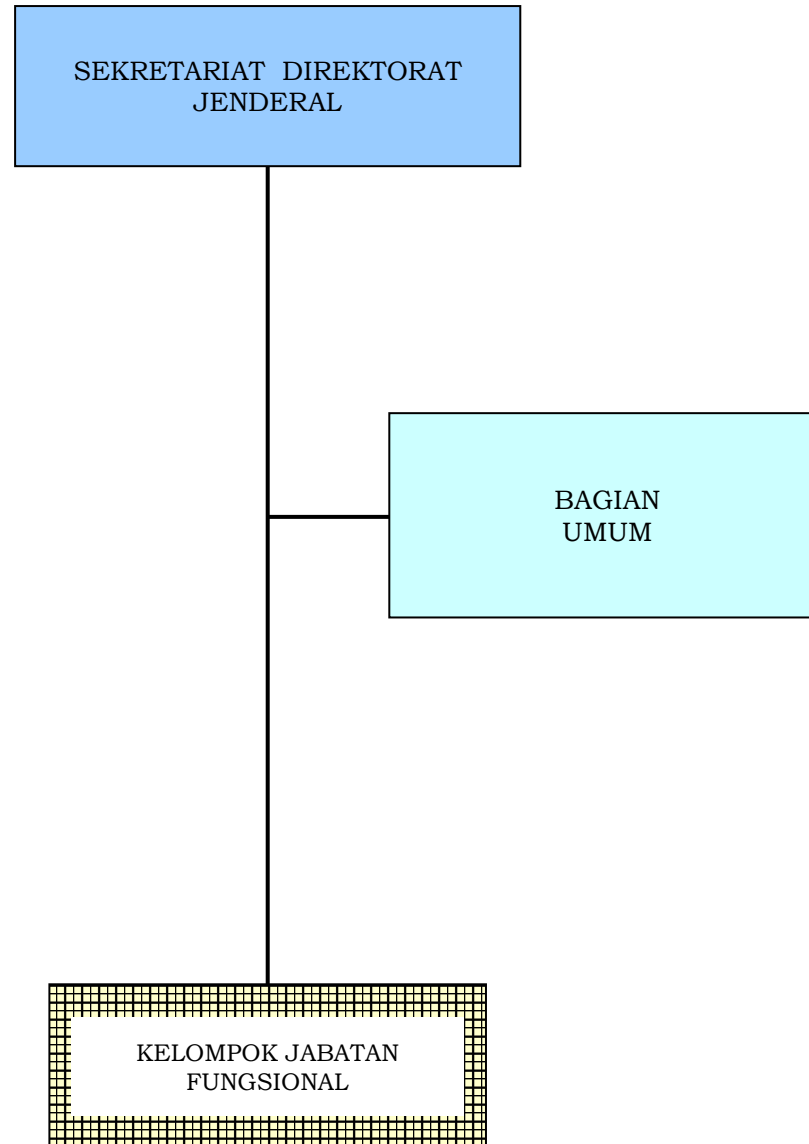 SEKRETARIAT DIREKTORAT
JENDERAL
BAGIAN
UMUM
KELOMPOK JABATAN
FUNGSIONAL